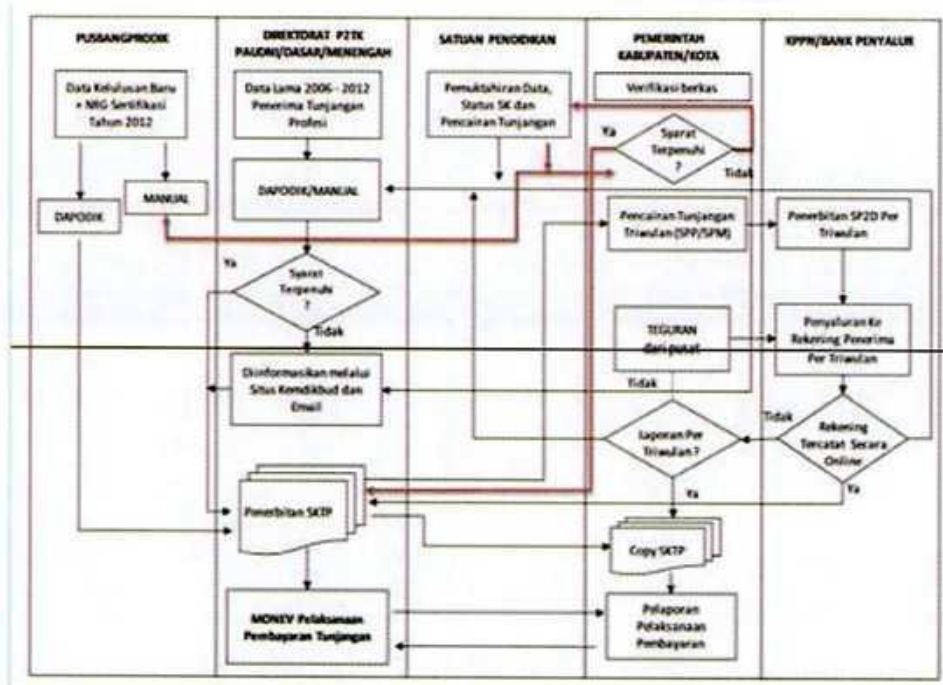 PUSBANGPRODIK
DIREKTORAT P2TK
PAUDNI/DASAR/MENENGAH
SATUAN PENDIDIKAN
PEMERINTAH
KABUPATEN/KOTA
KPPN/BANK PENYALUR
Data Kelulusan Baru
+ NRG Sertifikasi
Tahun 2012
Data Lama 2006 - 2012
Penerima Tunjangan
Profesi
Pemuktahiran Data,
Status SK dan
Pencairan Tunjangan
Verifikasi berkas
Ya
Syarat
Terpenuhi
?
Tidak
DAPODIK
MANUAL
DAPODIK/MANUAL
Pencairan Tunjangan
Triwulan (SPP/SPM)
Penerbitan SP2D Per
Triwulan
Ya
Syarat
Terpenuhi
?
Tidak
TEGURAN
dari pusat
Tidak
Penyaluran Ke
Rekening Penerima
Per Triwulan
Diinformasikan melalui
Situs Kemdikbud dan
Email
Laporan Per
Triwulan ?
Ya
Tidak
Rekening
Tercatat Secara
Online
Ya
Penerbitan SKTP
Copy SKTP
MONEV Pelaksanaan
Pembayaran Tunjangan
Pelaporan
Pelaksanaan
Pembayaran